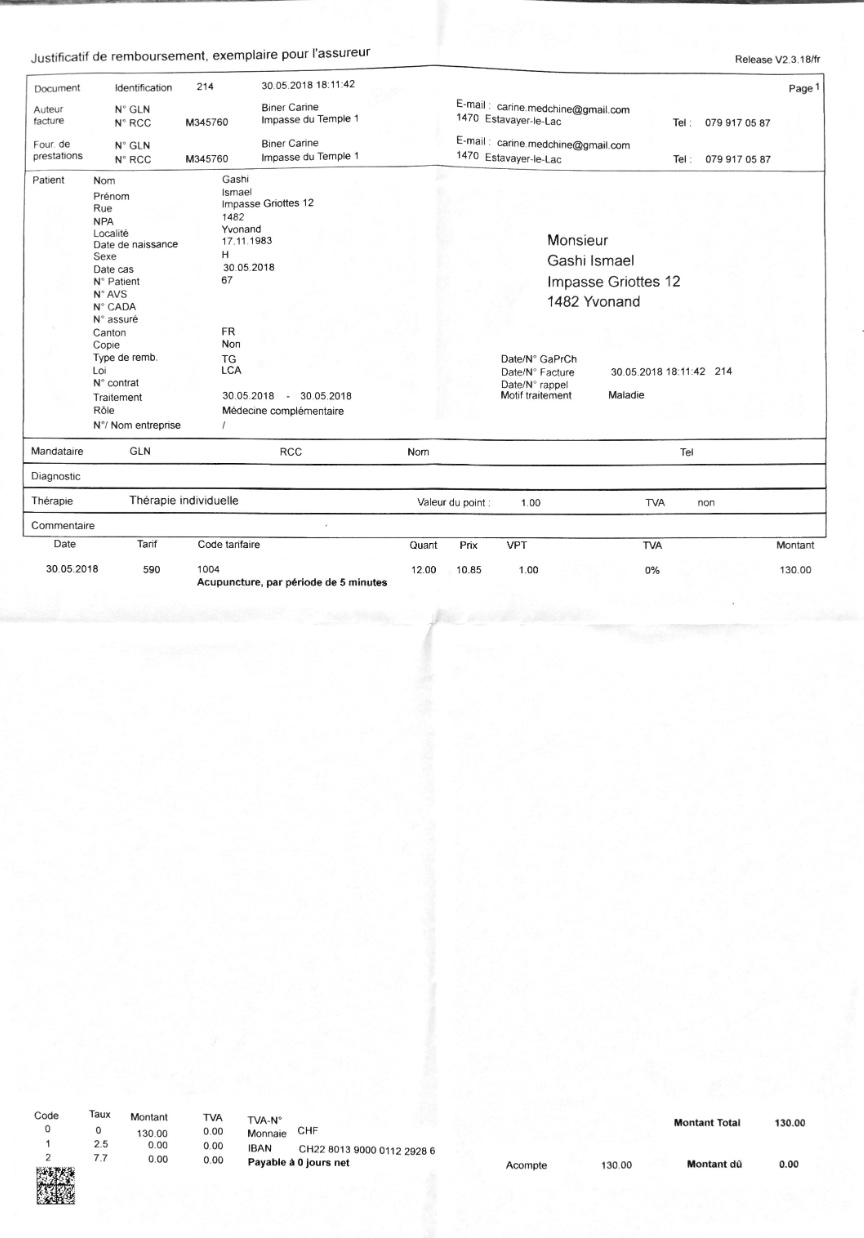 Justificatif de remboursement, exemplaire pour l'assureur
Release V2.3.18/fr
Document Identification 214 30.05.2018 18:11:42 Page 1
Auteur facture N° GLN Biner Carine E-mail : carine.medchine@gmail.com
N° RCC M345760 Impasse du Temple 1 1470 Estavayer-le-Lac Tel : 079 917 05 87
Four. de prestations N° GLN Biner Carine E-mail : carine.medchine@gmail.com
N° RCC M345760 Impasse du Temple 1 1470 Estavayer-le-Lac Tel : 079 917 05 87
Patient Nom Gashi
Prénom Ismael
Rue Impasse Griottes 12
NPA 1482
Localité Yvonand
Date de naissance 17.11.1983
Sexe H
Date cas 30.05.2018
N° Patient 67
N° AVS
N° CADA
N° assuré
Canton FR
Copie Non
Type de remb. TG
Loi LCA
N° contrat
Traitement 30.05.2018 - 30.05.2018
Rôle Médecine complémentaire
N°/ Nom entreprise /
Monsieur
Gashi Ismael
Impasse Griottes 12
1482 Yvonand
Date/N° GaPrCh
Date/N° Facture 30.05.2018 18:11:42 214
Date/N° rappel
Motif traitement Maladie
Mandataire GLN RCC Nom Tel
Diagnostic
Thérapie Thérapie individuelle Valeur du point : 1.00 TVA non
Commentaire
Date Tarif Code tarifaire Quant Prix VPT TVA Montant
30.05.2018 590 1004 12.00 10.85 1.00 0% 130.00
Acupuncture, par période de 5 minutes
Code Taux Montant TVA TVA-N°
0 0 130.00 0.00 Monnaie CHF
1 2.5 0.00 0.00 IBAN CH22 8013 9000 0112 2928 6
2 7.7 0.00 0.00 Payable à 0 jours net
Montant Total 130.00
Acompte 130.00 Montant dû 0.00